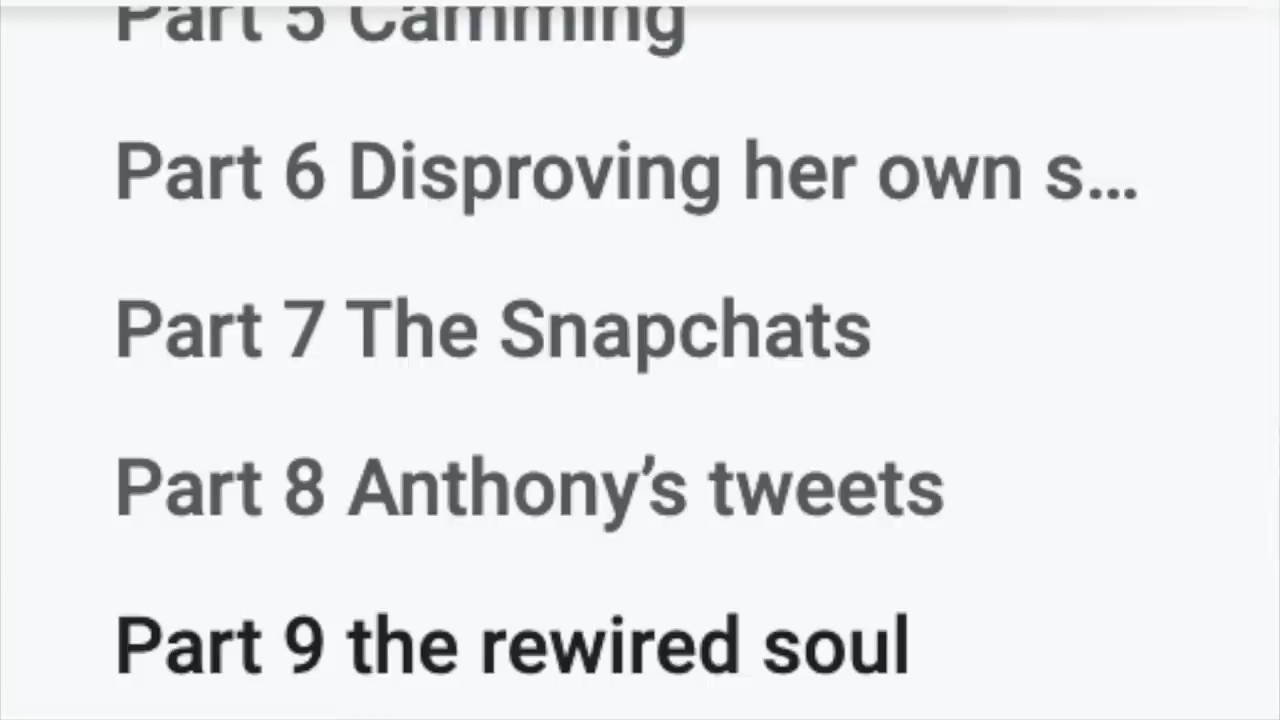 Part 5 Camming
Part 6 Disproving her own s...
Part 7 The Snapchats
Part 8 Anthony’s tweets
Part 9 the rewired soul